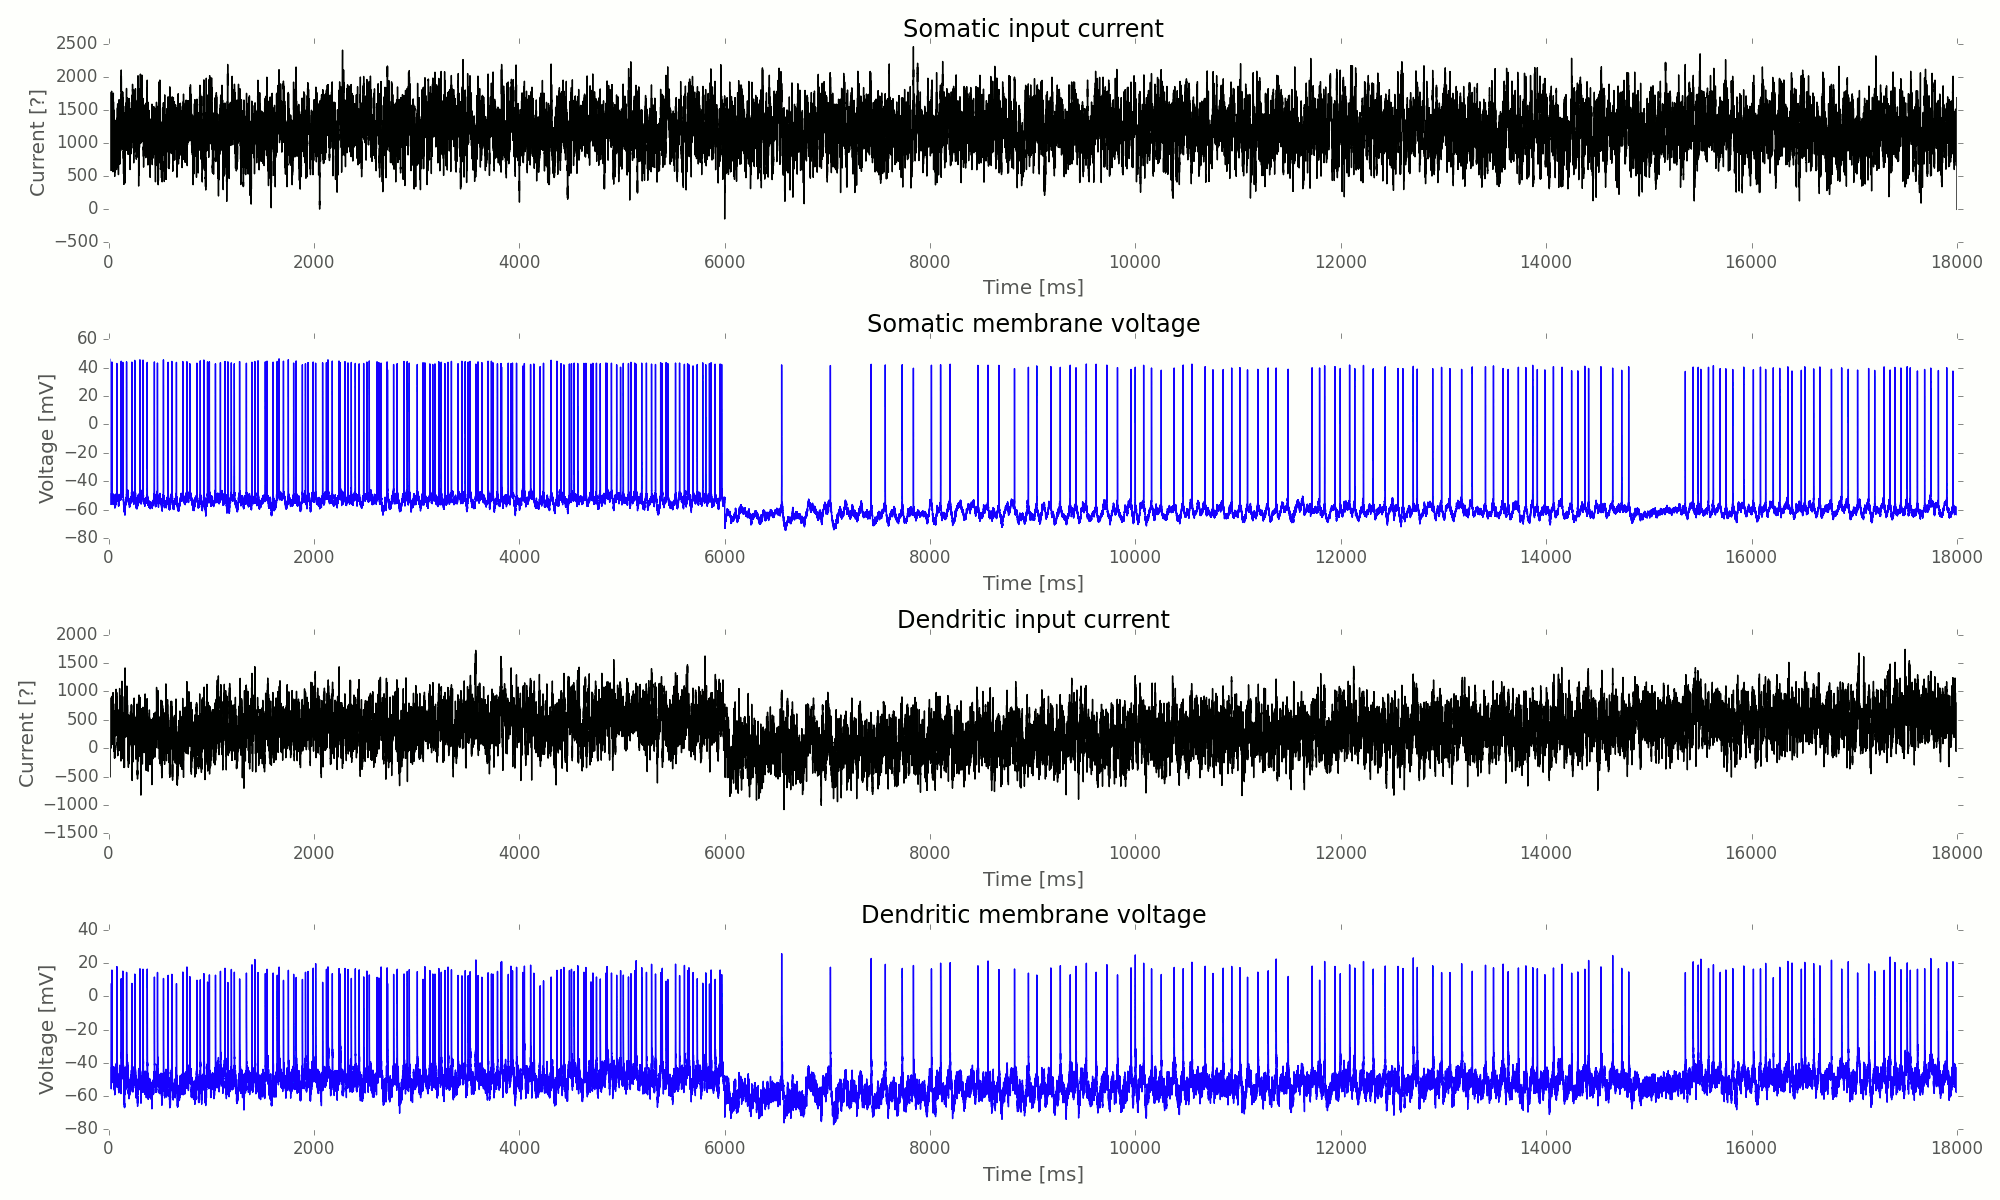 Somatic input current
2500
2000
1500
1000
500
0
−500
Current [?]
0 2000 4000 6000 8000 10000 12000 14000 16000 18000
Time [ms]
Somatic membrane voltage
60
40
20
0
−20
−40
−60
−80
Voltage [mV]
0 2000 4000 6000 8000 10000 12000 14000 16000 18000
Time [ms]
Dendritic input current
2000
1500
1000
500
0
−500
−1000
−1500
Current [?]
0 2000 4000 6000 8000 10000 12000 14000 16000 18000
Time [ms]
Dendritic membrane voltage
40
20
0
−20
−40
−60
−80
Voltage [mV]
0 2000 4000 6000 8000 10000 12000 14000 16000 18000
Time [ms]